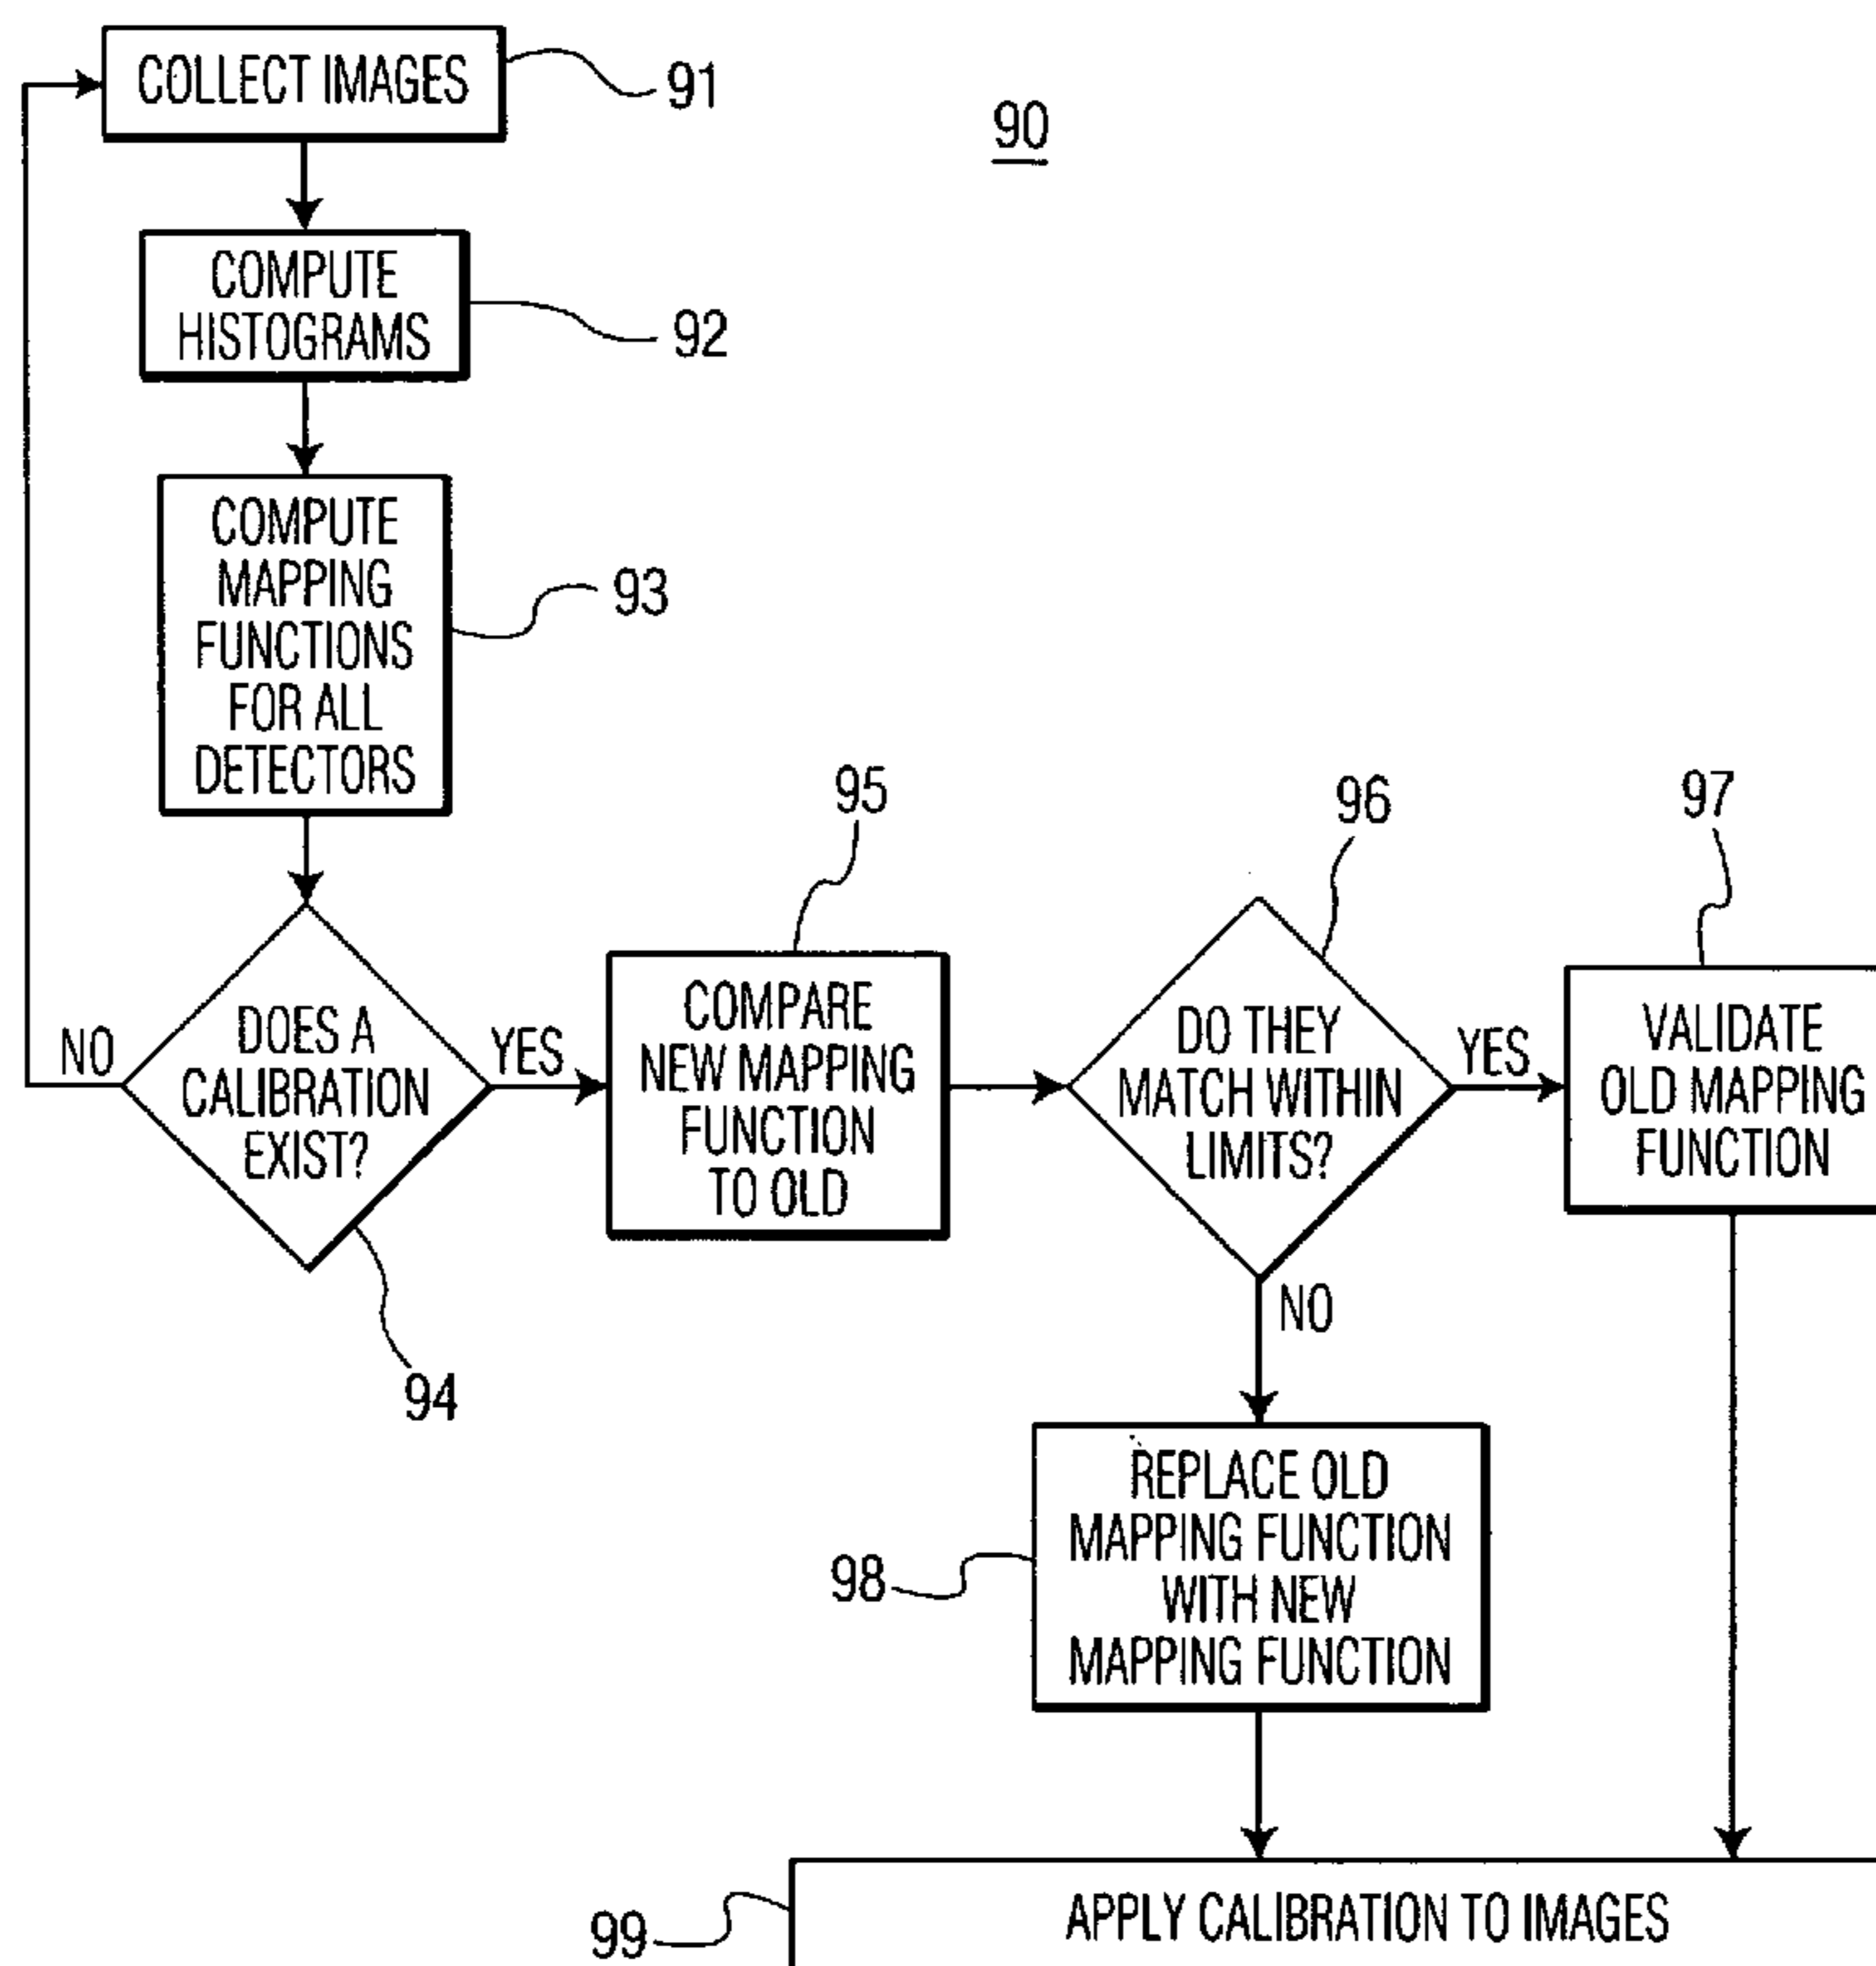 COLLECT IMAGES
91
90
COMPUTE
HISTOGRAMS
92
COMPUTE
MAPPING
FUNCTIONS
FOR ALL
DETECTORS
93
DOES A
CALIBRATION
EXIST?
94
NO
YES
COMPARE
NEW MAPPING
FUNCTION
TO OLD
95
DO THEY
MATCH WITHIN
LIMITS?
96
YES
NO
VALIDATE
OLD MAPPING
FUNCTION
97
REPLACE OLD
MAPPING FUNCTION
WITH NEW
MAPPING FUNCTION
98
APPLY CALIBRATION TO IMAGES
99